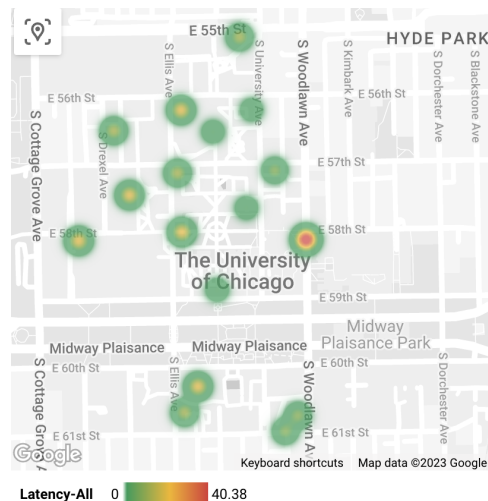 E 55th St
HYDE PARK
S Ellis Ave
S University Ave
S Woodlawn Ave
S Kimbark Ave
S Dorchester Ave
S Blackstone Ave
E 56th St
E 56th St
S Cottage Grove Ave
S Drexel Ave
E 57th St
E 58th St
E 58th St
The University
of Chicago
E 59th St
Midway
Plaisance Park
Midway Plaisance
Midway Plaisance
E 60th St
E 60th St
S Cottage Grove A
S Ellis Ave
S Woodlawn Av
S Dorchester Ave
E 61st St
E 61st St
Google
Keyboard shortcuts
Map data ©2023 Google
Latency-All 0 40.38